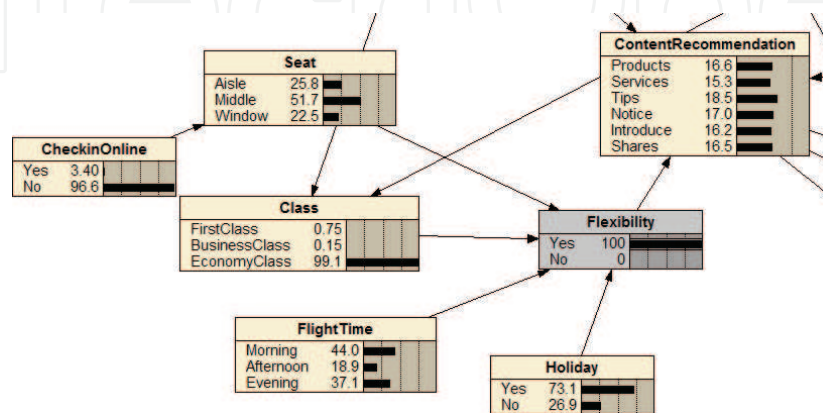 Seat
Aisle 25.8
Middle 51.7
Window 22.5
ContentRecommendation
Products 16.6
Services 15.3
Tips 18.5
Notice 17.0
Introduce 16.2
Shares 16.5
CheckinOnline
Yes 3.40
No 96.6
Class
FirstClass 0.75
BusinessClass 0.15
EconomyClass 99.1
Flexibility
Yes 100
No 0
FlightTime
Morning 44.0
Afternoon 18.9
Evening 37.1
Holiday
Yes 73.1
No 26.9